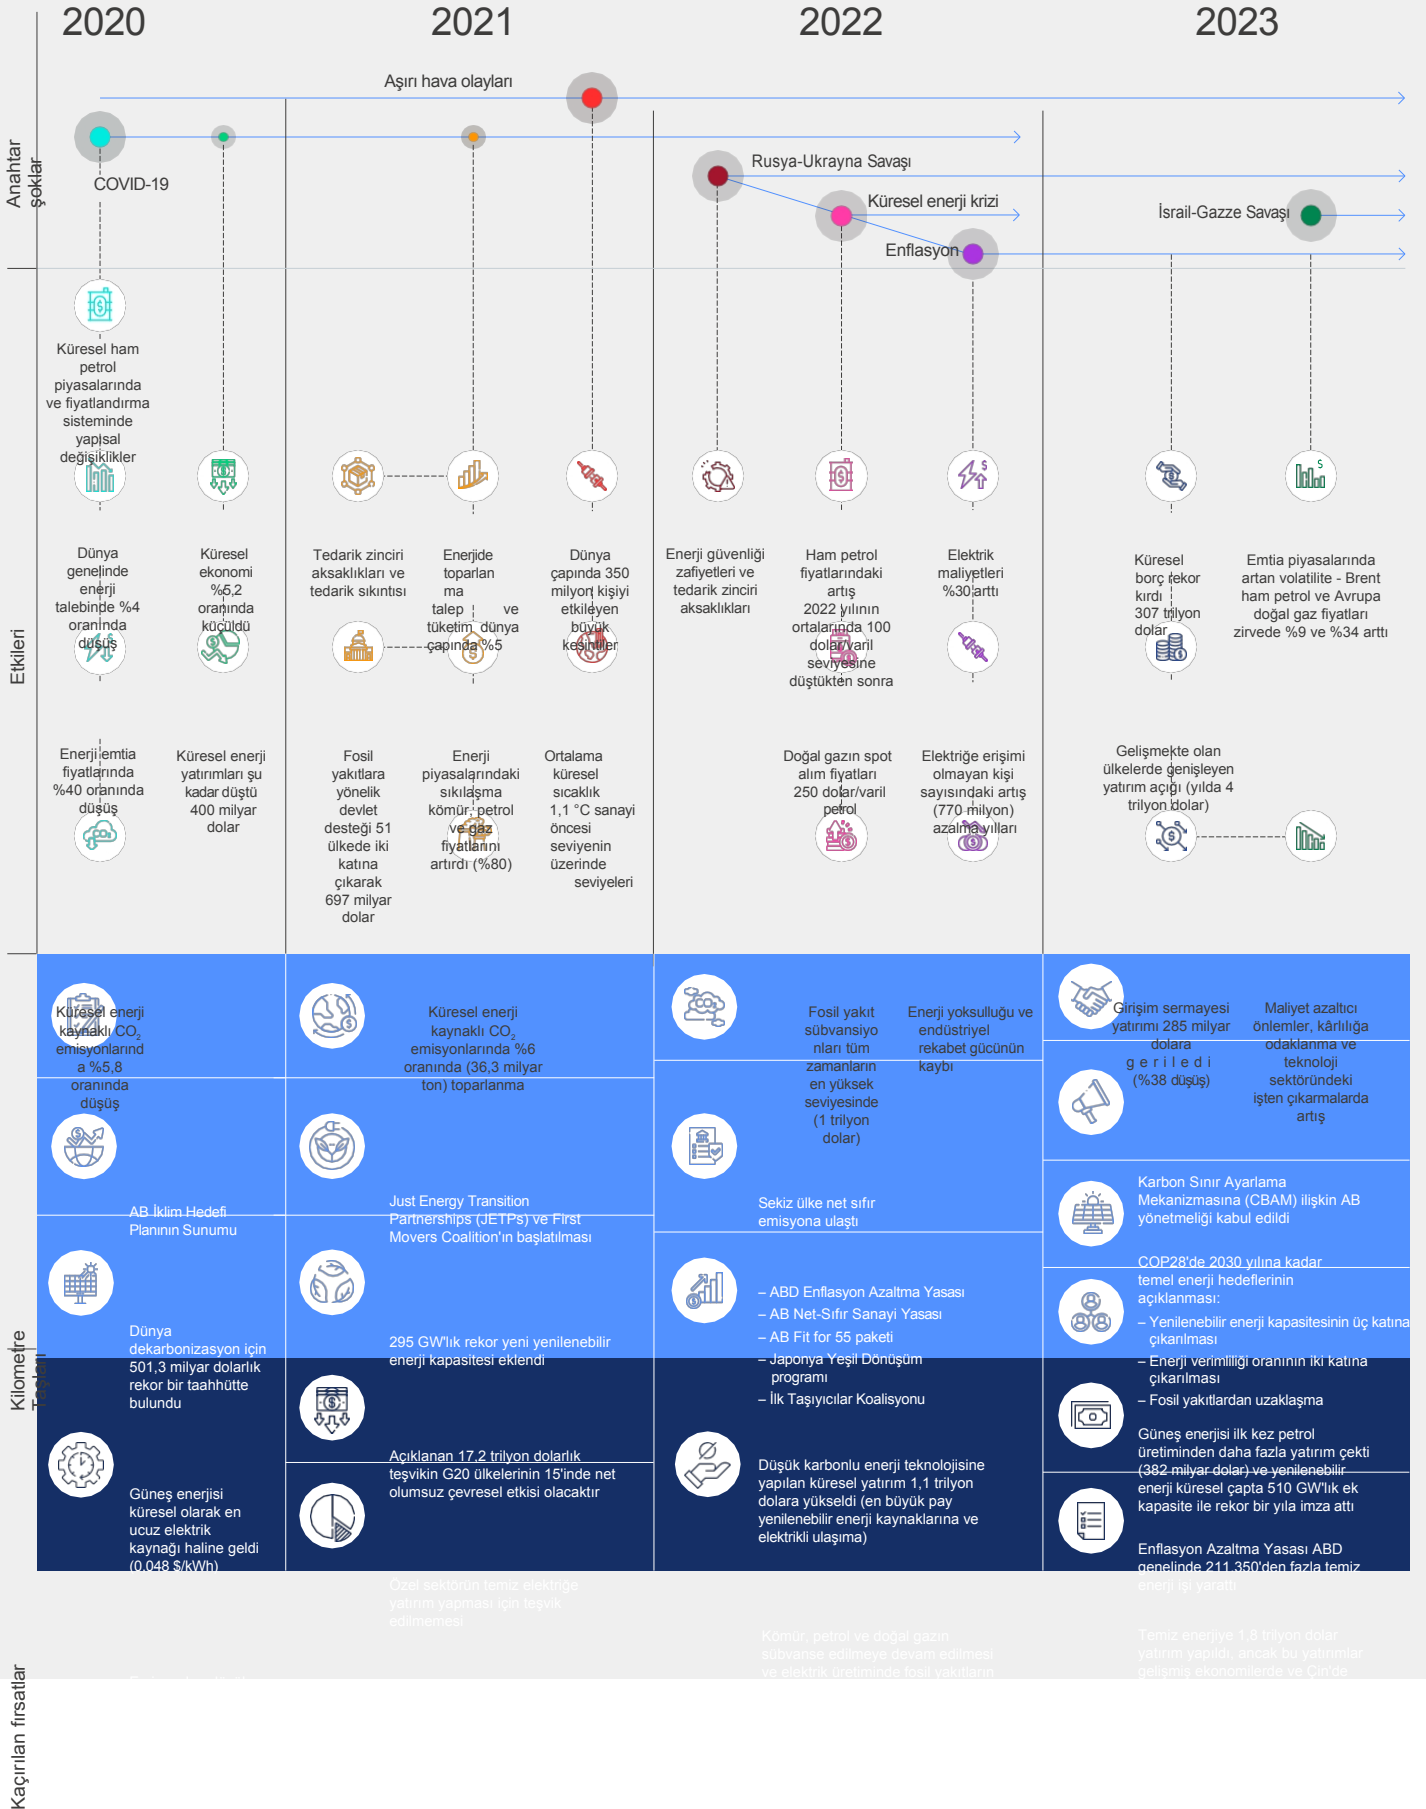 2020
2021
2022
2023
Anahtar
şoklar
Aşırı hava olayları
COVID-19
Rusya-Ukrayna Savaşı
Küresel enerji krizi
İsrail-Gazze Savaşı
Enflasyon
Etkileri
Küresel ham
petrol
piyasalarında
ve fiyatlandırma
sisteminde
yapısal
değişiklikler
Dünya
genelinde
enerji
talebinde %4
oranında
düşüş
Küresel
ekonomi
%5,2
oranında
küçüldü
Tedarik zinciri
aksaklıkları ve
tedarik sıkıntısı
Enerjide
toparlan
ma
talep ve
tüketim dünya
çapında %5
Dünya
çapında 350
milyon kişiyi
etkileyen
büyük
kesintiler
Enerji güvenliği
zafiyetleri ve
tedarik zinciri
aksaklıkları
Ham petrol
fiyatlarındaki
artış
2022 yılının
ortalarında 100
dolar/varil
seviyesine
düştükten sonra
Elektrik
maliyetleri
%30 arttı
Küresel
borç rekor
kırdı
307 trilyon
dolar
Emtia piyasalarında
artan volatilite - Brent
ham petrol ve Avrupa
doğal gaz fiyatları
zirvede %9 ve %34 arttı
Enerji emtia
fiyatlarında
%40 oranında
düşüş
Küresel enerji
yatırımları şu
kadar düştü
400 milyar
dolar
Fosil
yakıtlara
yönelik
devlet
desteği 51
ülkede iki
katına
çıkarak
697 milyar
dolar
Enerji
piyasalarındaki
sıkılaşma
kömür, petrol
ve gaz
fiyatlarını
artırdı (%80)
Ortalama
küresel
sıcaklık
1,1 °C sanayi
öncesi
seviyenin
üzerinde
seviyeleri
Doğal gazın spot
alım fiyatları
250 dolar/varil
petrol
Elektriğe erişimi
olmayan kişi
sayısındaki artış
(770 milyon)
azalma yılları
Gelişmekte olan
ülkelerde genişleyen
yatırım açığı (yılda 4
trilyon dolar)
Küresel enerji
kaynaklı CO₂
emisyonlarınd
a %5,8
oranında
düşüş
Küresel enerji
kaynaklı CO₂
emisyonlarında %6
oranında (36,3 milyar
ton) toparlanma
Fosil yakıt
sübvansiyo
nları tüm
zamanların
en yüksek
seviyesinde
(1 trilyon
dolar)
Enerji yoksulluğu ve
endüstriyel
rekabet gücünün
kaybı
Girişim sermayesi
yatırımı 285 milyar
dolara
geriledi
(%38 düşüş)
Maliyet azaltıcı
önlemler, kârlılığa
odaklanma ve
teknoloji
sektöründeki
işten çıkarmalarda
artış
Kilometre
Taşları
AB İklim Hedefi
Planının Sunumu
Dünya
dekarbonizasyon için
501,3 milyar dolarlık
rekor bir taahhütte
bulundu
Güneş enerjisi
küresel olarak en
ucuz elektrik
kaynağı haline geldi
(0,048 $/kWh)
Just Energy Transition
Partnerships (JETPs) ve First
Movers Coalition'ın başlatılması
295 GW'lık rekor yeni yenilenebilir
enerji kapasitesi eklendi
Açıklanan 17,2 trilyon dolarlık
teşvikin G20 ülkelerinin 15'inde net
olumsuz çevresel etkisi olacaktır
Özel sektörün temiz elektriğe
yatırım yapması için teşvik
edilmemesi
Sekiz ülke net sıfır
emisyona ulaştı
– ABD Enflasyon Azaltma Yasası
– AB Net-Sıfır Sanayi Yasası
– AB Fit for 55 paketi
– Japonya Yeşil Dönüşüm
programı
– İlk Taşıyıcılar Koalisyonu
Düşük karbonlu enerji teknolojisine
yapılan küresel yatırım 1,1 trilyon
dolara yükseldi (en büyük pay
yenilenebilir enerji kaynaklarına ve
elektrikli ulaşıma)
Kömür, petrol ve doğal gazın
sübvanse edilmeye devam edilmesi
ve elektrik üretiminde fosil yakıtların
Karbon Sınır Ayarlama
Mekanizmasına (CBAM) ilişkin AB
yönetmeliği kabul edildi
COP28'de 2030 yılına kadar
temel enerji hedeflerinin
açıklanması:
– Yenilenebilir enerji kapasitesinin üç katına
çıkarılması
– Enerji verimliliği oranının iki katına
çıkarılması
– Fosil yakıtlardan uzaklaşma
Güneş enerjisi ilk kez petrol
üretiminden daha fazla yatırım çekti
(382 milyar dolar) ve yenilenebilir
enerji küresel çapta 510 GW'lık ek
kapasite ile rekor bir yıla imza attı
Enflasyon Azaltma Yasası ABD
genelinde 211.350'den fazla temiz
enerji işi yarattı
Temiz enerjiye 1,8 trilyon dolar
yatırım yapıldı, ancak bu yatırımlar
gelişmiş ekonomilerde ve Çin'de
Kaçırılan fırsatlar